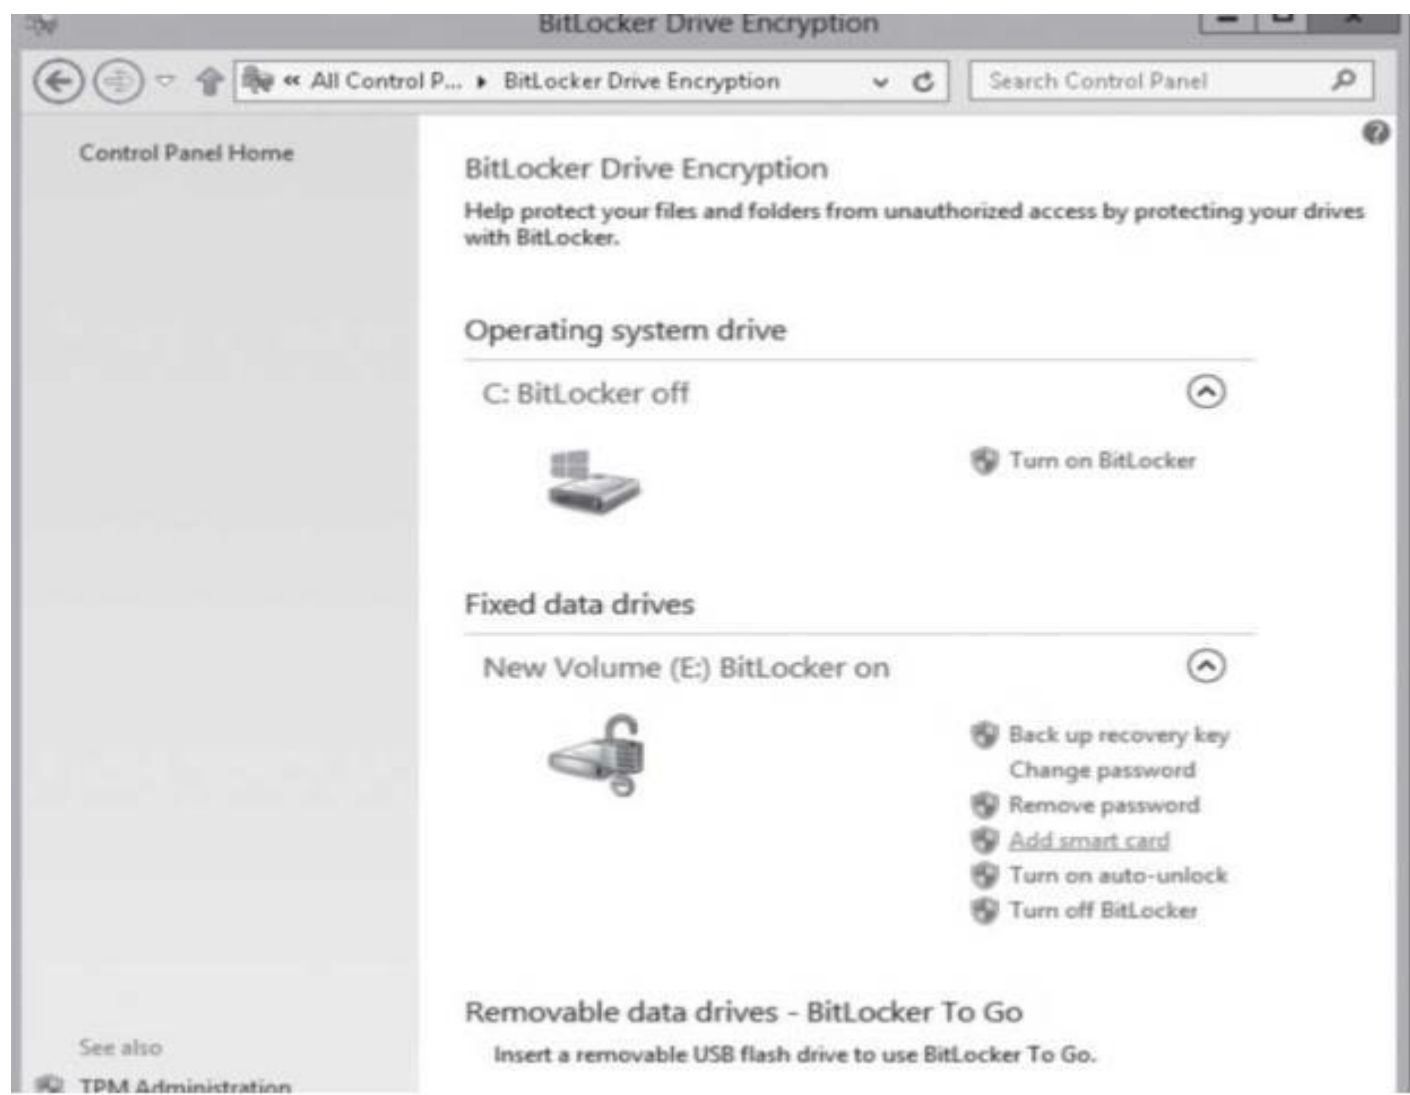 BitLocker Drive Encryption
« All Control P... ▸ BitLocker Drive Encryption
Search Control Panel
Control Panel Home
BitLocker Drive Encryption
Help protect your files and folders from unauthorized access by protecting your drives
with BitLocker.
Operating system drive
C: BitLocker off
Turn on BitLocker
Fixed data drives
New Volume (E:) BitLocker on
Back up recovery key
Change password
Remove password
Add smart card
Turn on auto-unlock
Turn off BitLocker
Removable data drives - BitLocker To Go
Insert a removable USB flash drive to use BitLocker To Go.
See also
TPM Administration